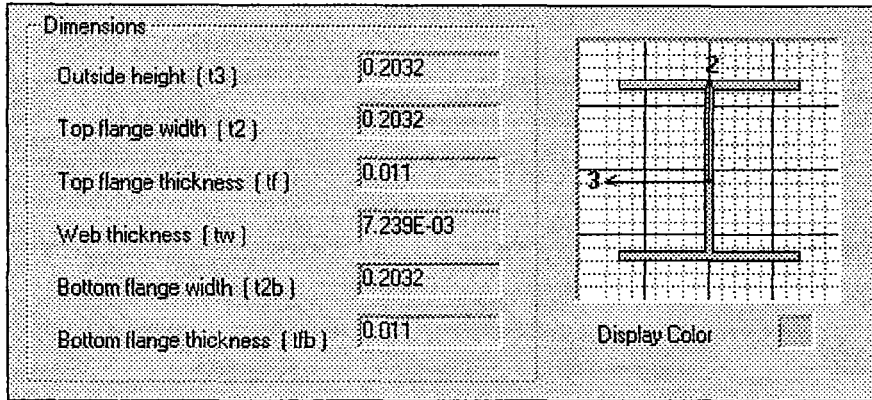 Dimensions
Outside height ( t3 ) 0.2032
Top flange width ( t2 ) 0.2032
Top flange thickness ( tf ) 0.011
Web thickness ( tw ) 7.239E-03
Bottom flange width ( t2b ) 0.2032
Bottom flange thickness ( tfb ) 0.011
2
3
Display Color